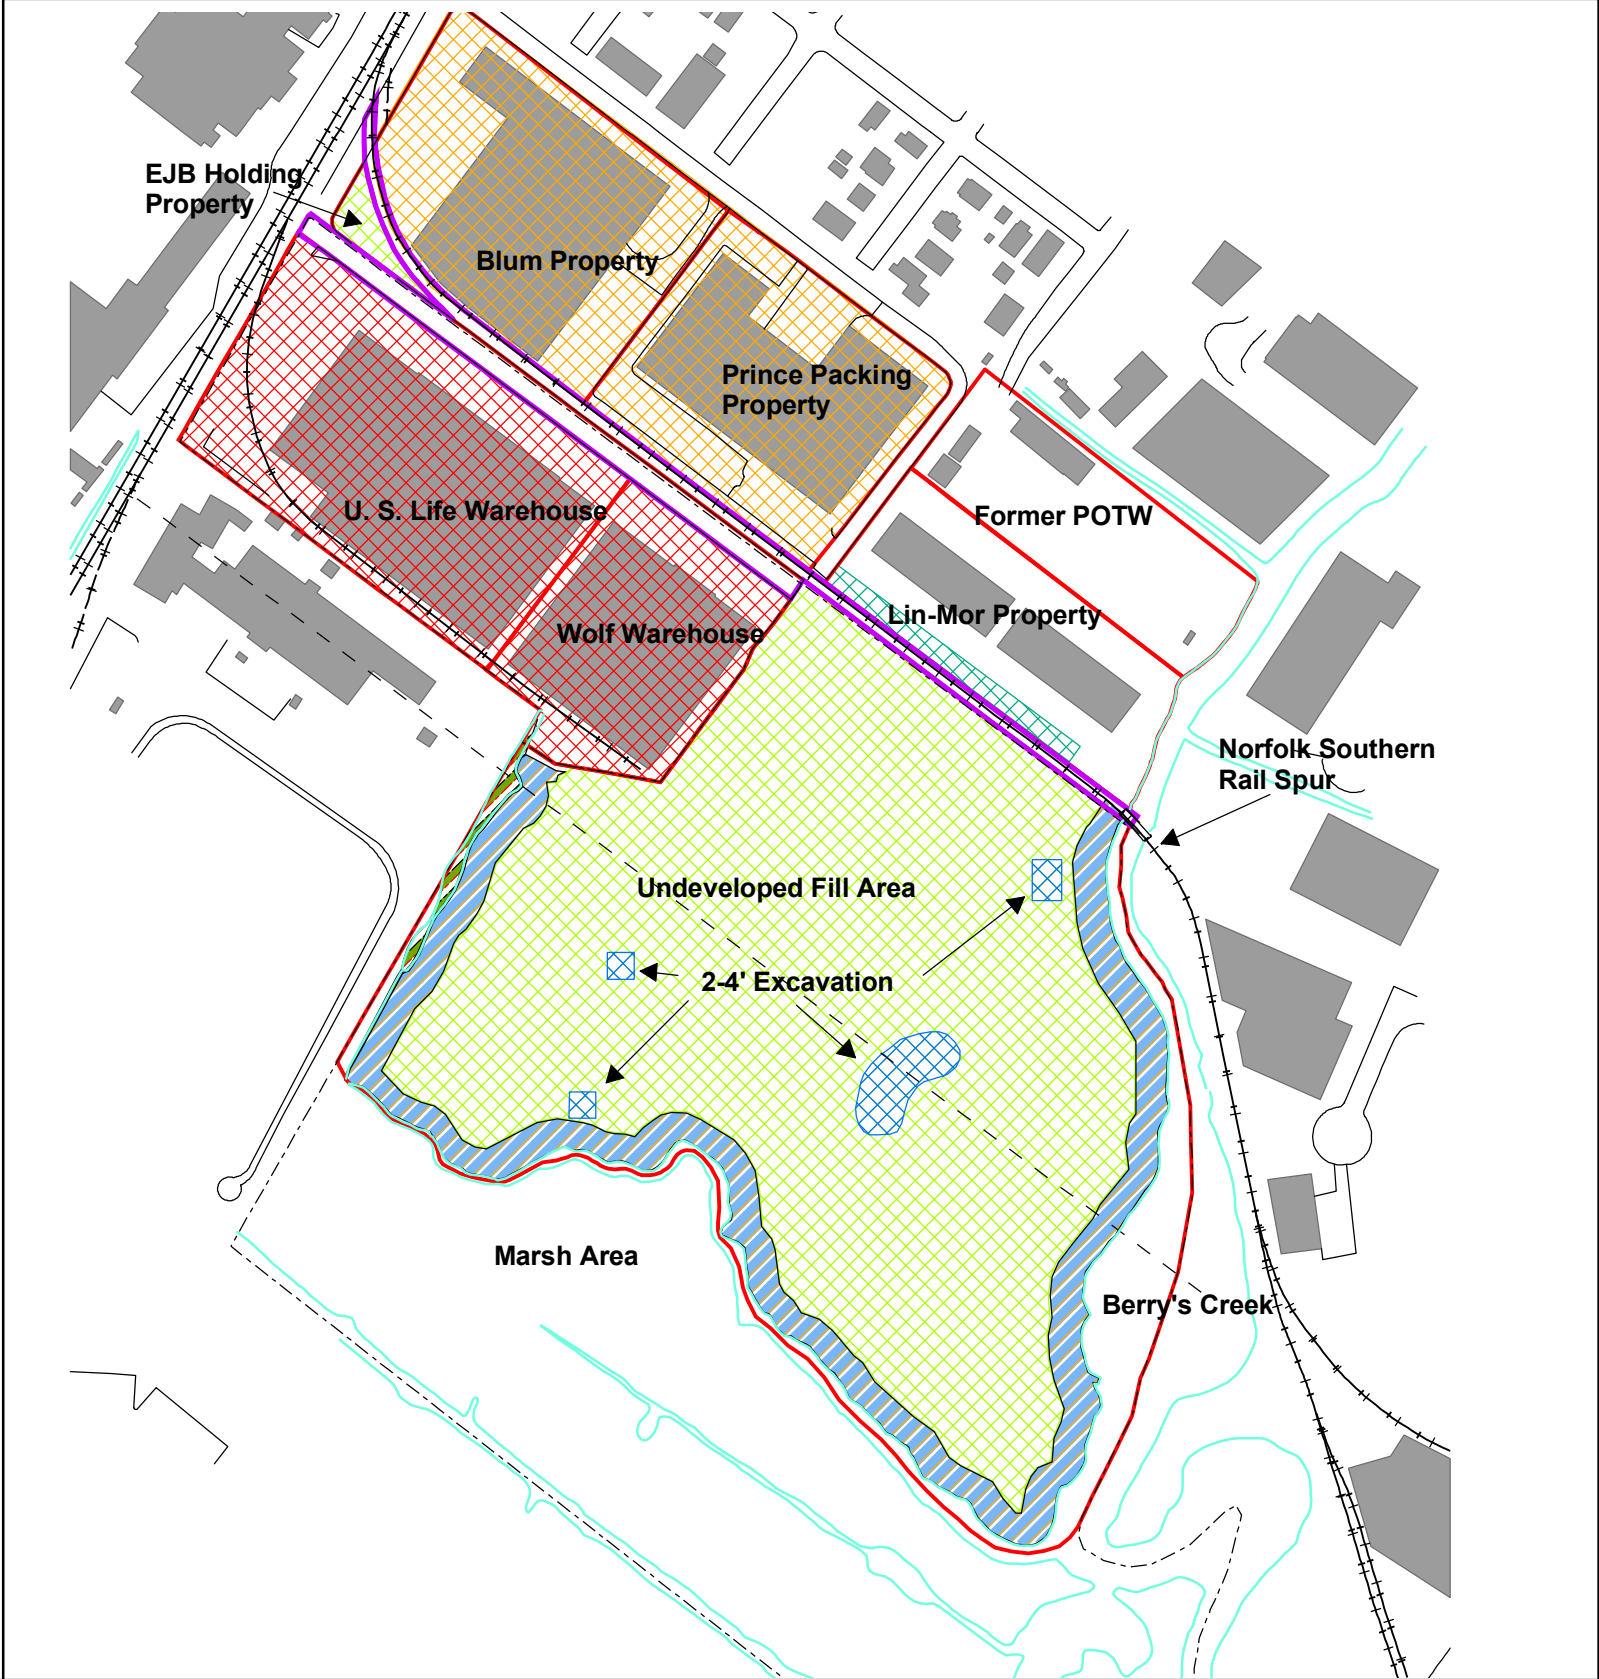 EJB Holding
Property
Blum Property
Prince Packing
Property
U. S. Life Warehouse
Former POTW
Lin-Mor Property
Wolf Warehouse
Norfolk Southern
Rail Spur
Undeveloped Fill Area
2-4' Excavation
Marsh Area
Berry's Creek